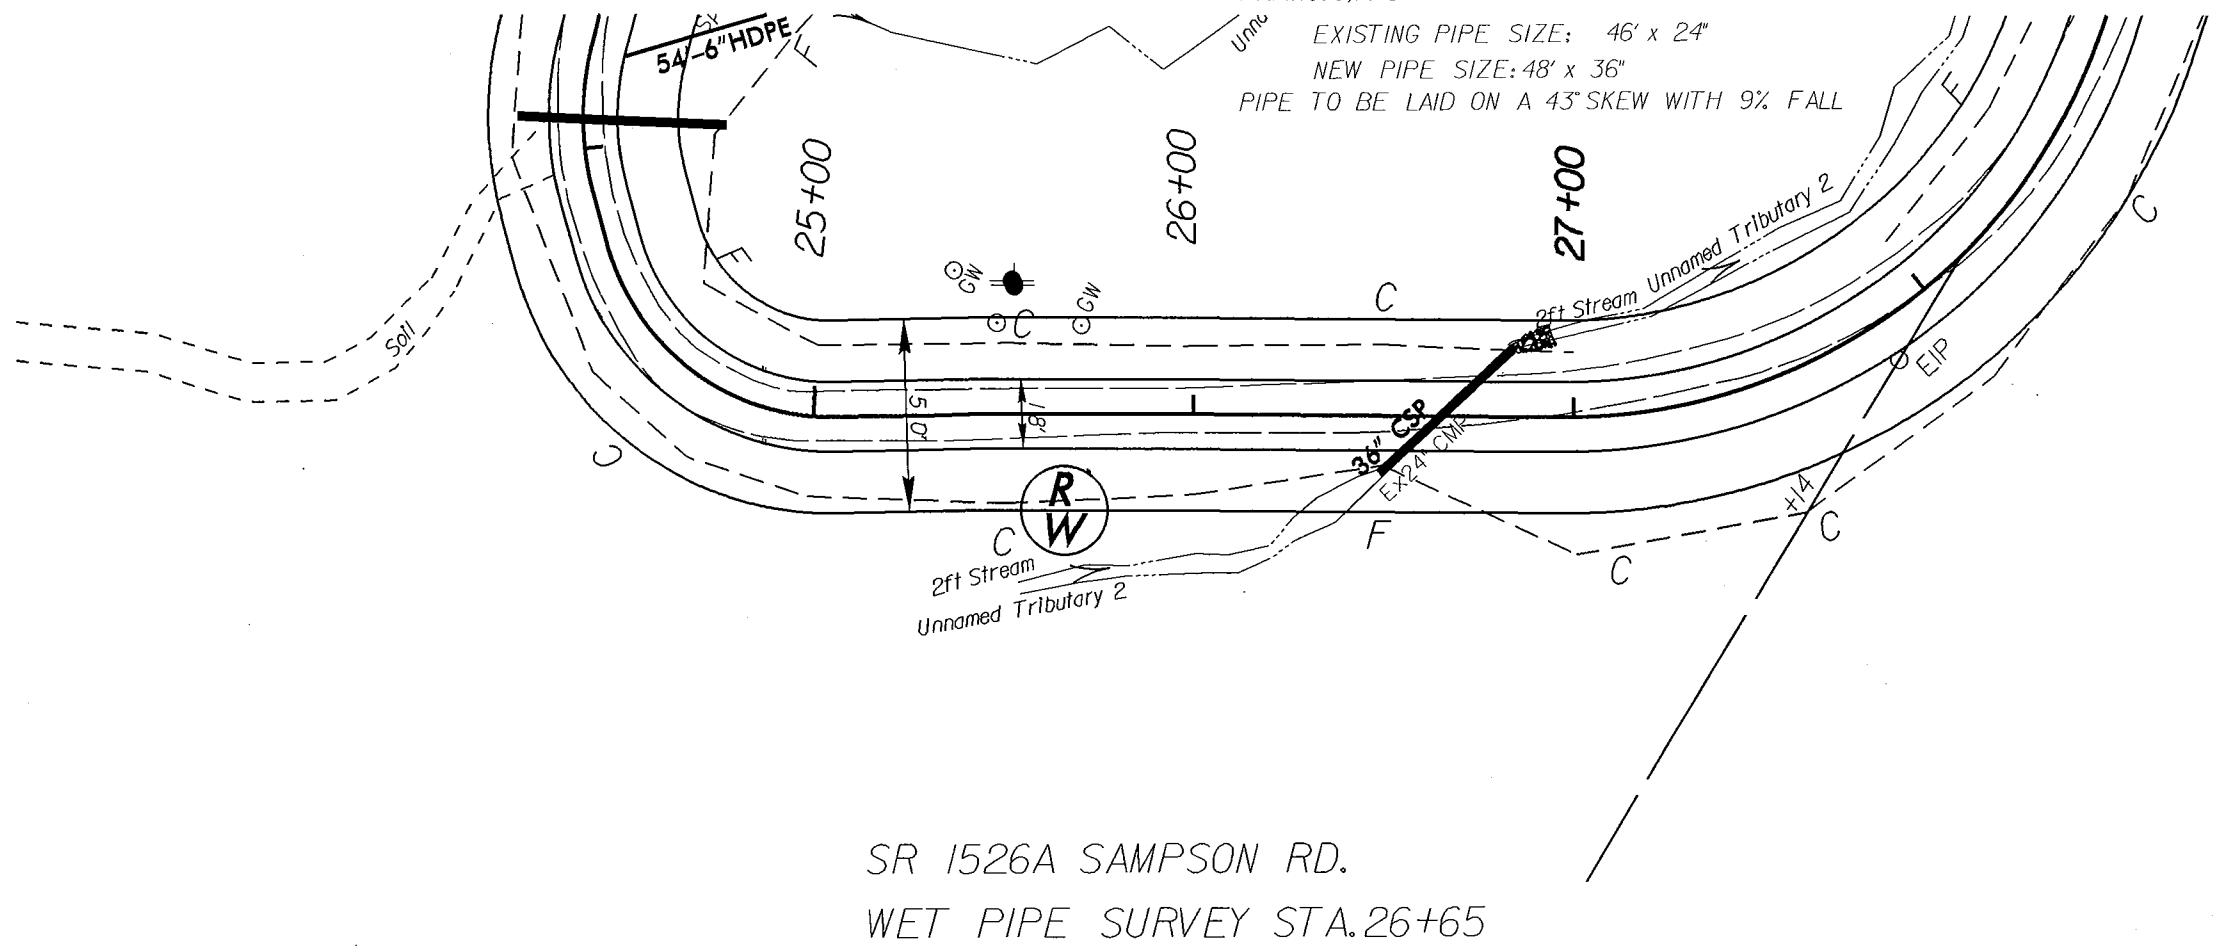 54'-6" HDPE
F
EXISTING PIPE SIZE: 46' x 24"
NEW PIPE SIZE: 48' x 36"
PIPE TO BE LAID ON A 43° SKEW WITH 9% FALL
F
25+00
26+00
27+00
F
C
GW
GW
C
C
2ft Stream Unnamed Tributary 2
Soil
50'
18'
EIP
36" CSP
Ex 24" CMP
C
R
W
C
F
+14
C
C
2ft Stream
Unnamed Tributary 2
SR 1526A SAMPSON RD.
WET PIPE SURVEY STA.26+65